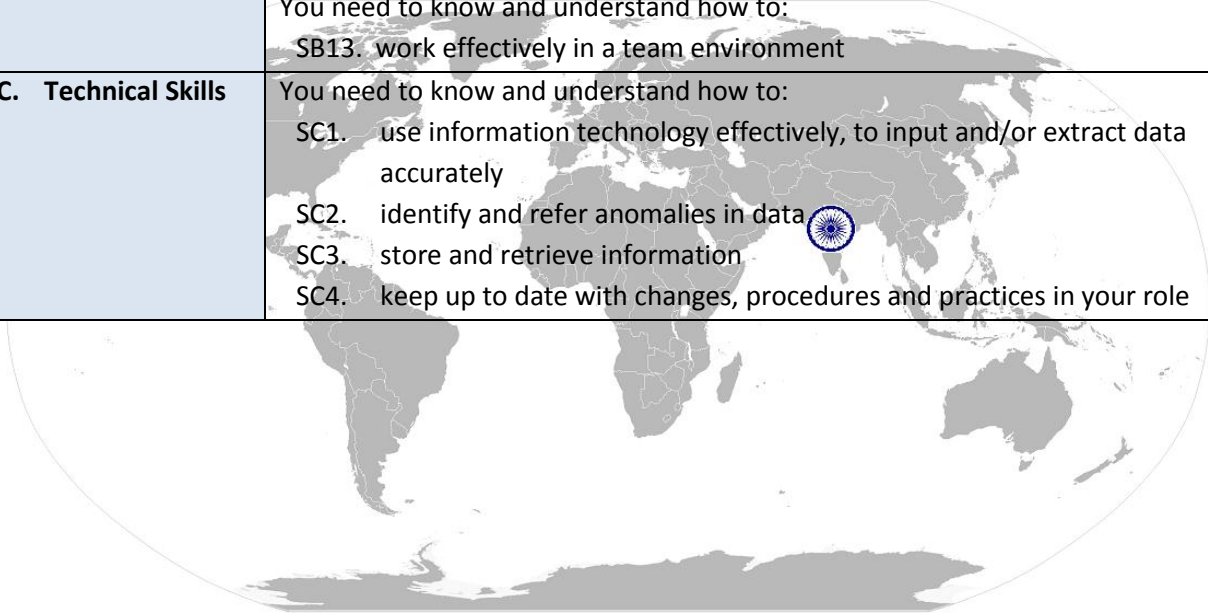 You need to know and understand how to:
SB13. work effectively in a team environment
C. Technical Skills
You need to know and understand how to:
SC1. use information technology effectively, to input and/or extract data
accurately
SC2. identify and refer anomalies in data
SC3. store and retrieve information
SC4. keep up to date with changes, procedures and practices in your role